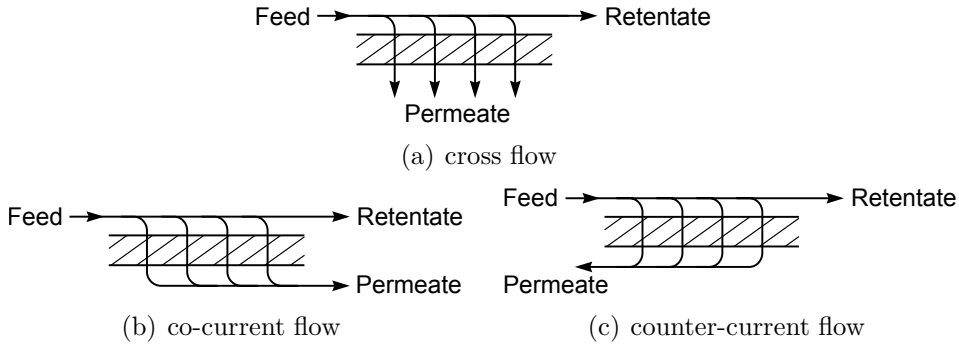 Feed Retentate
Permeate
(a) cross flow
Feed Retentate
Permeate
(b) co-current flow
Feed Retentate
Permeate
(c) counter-current flow